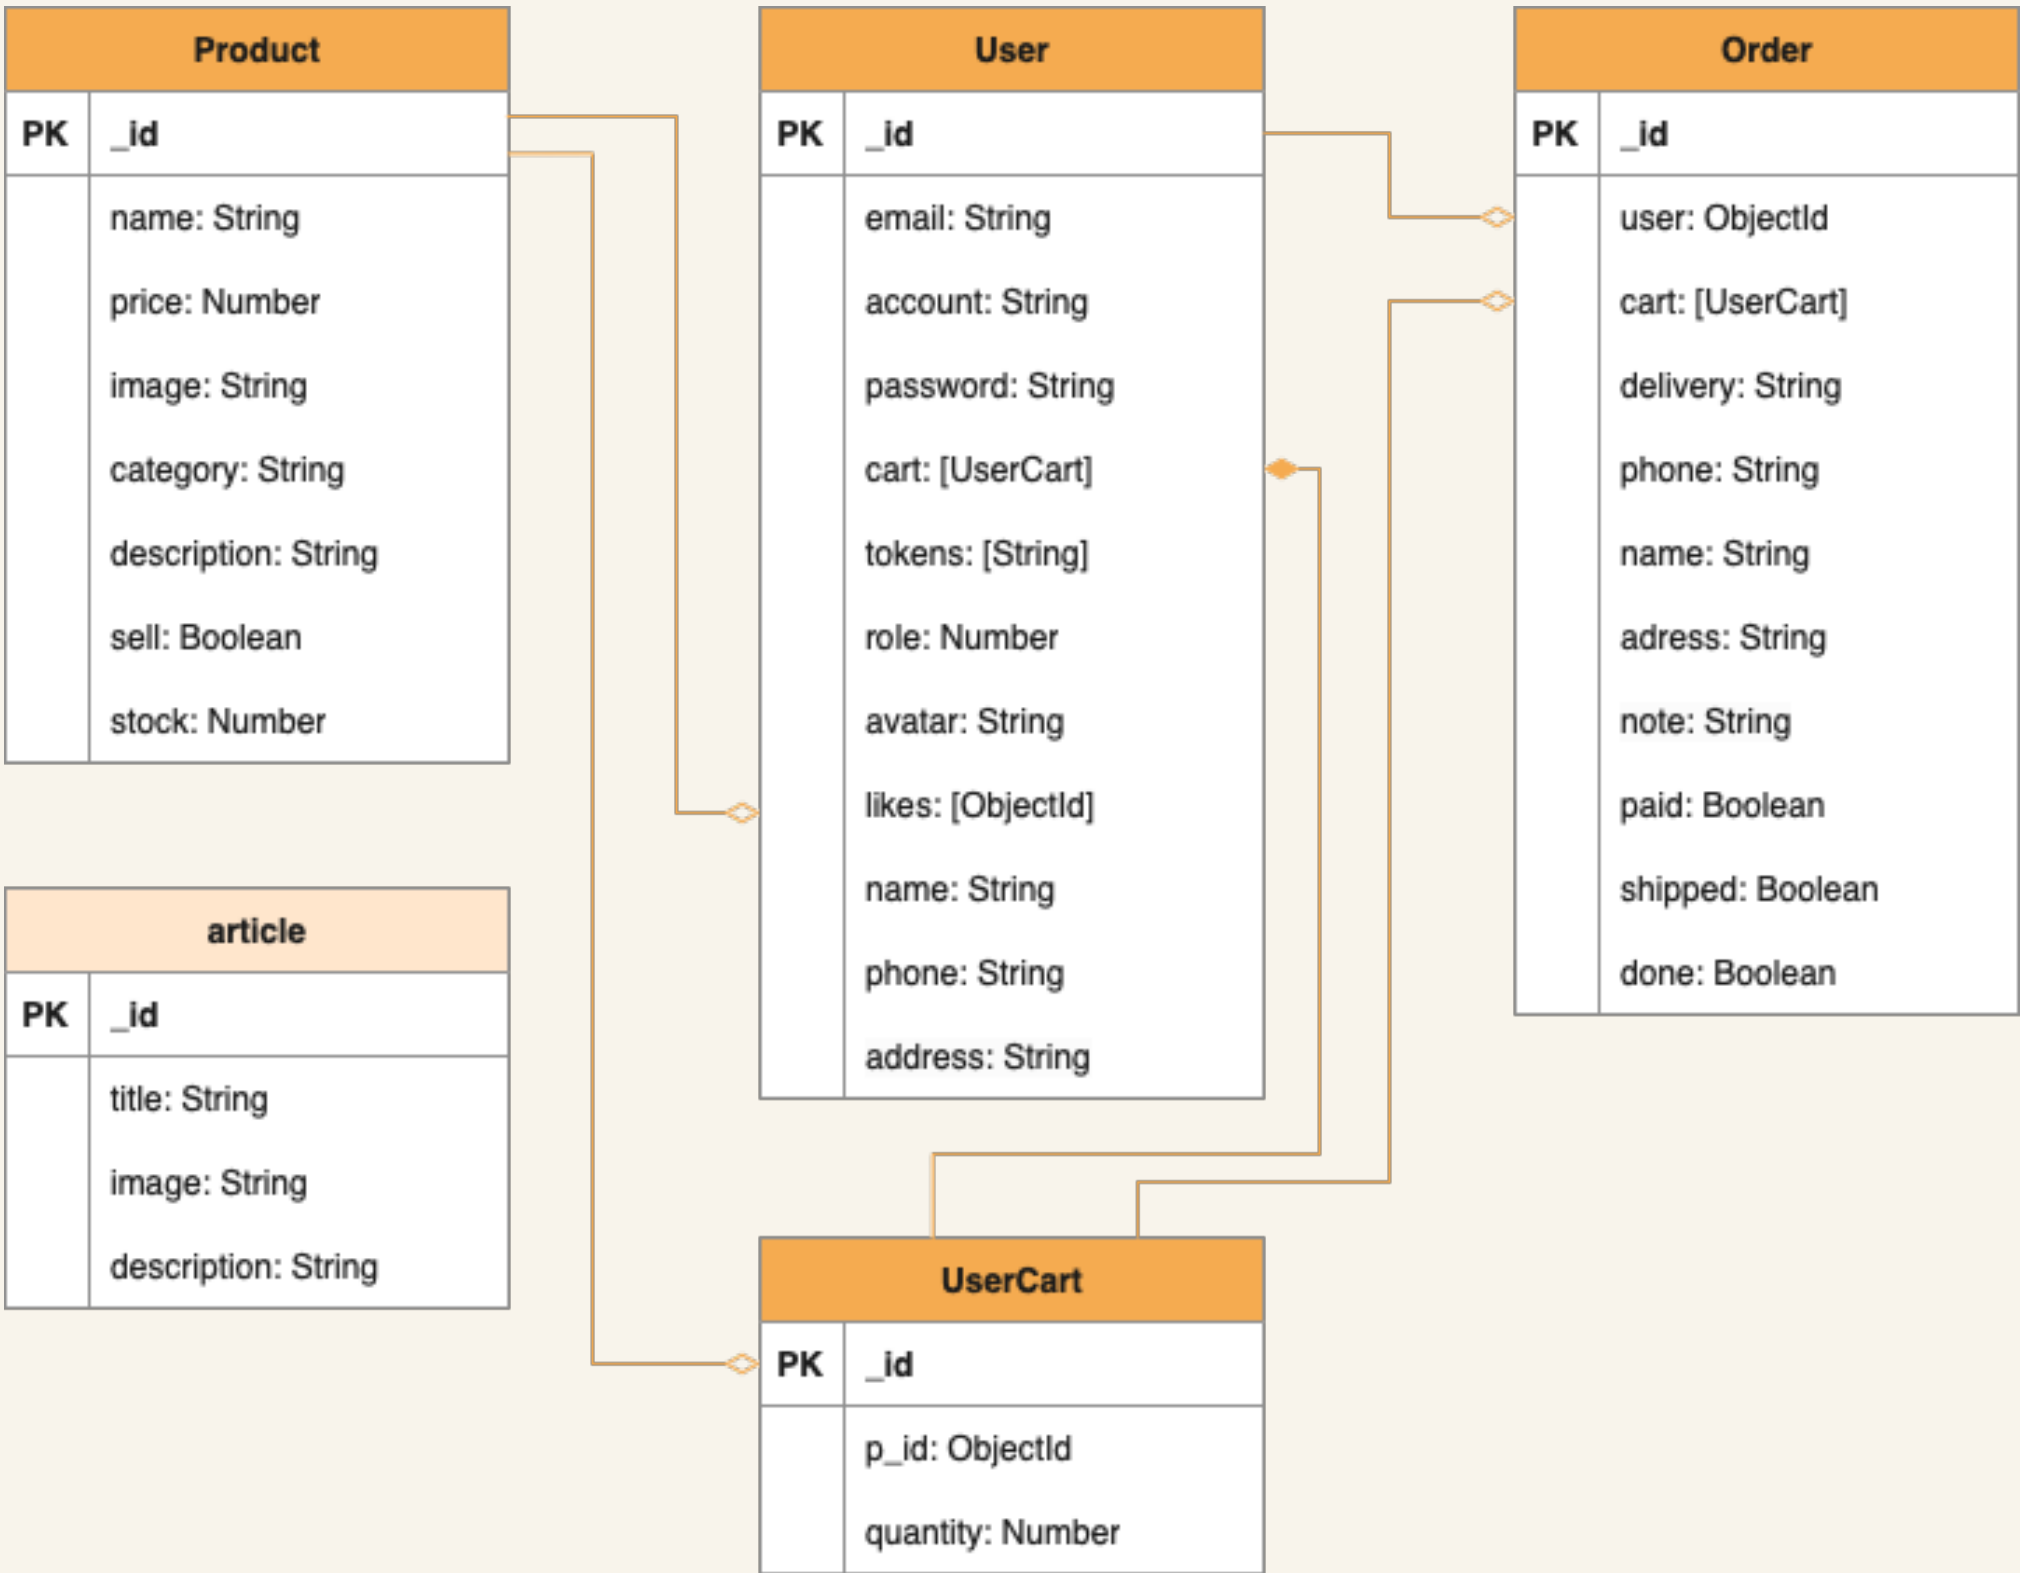 Product
PK _id
name: String
price: Number
image: String
category: String
description: String
sell: Boolean
stock: Number
article
PK _id
title: String
image: String
description: String
User
PK _id
email: String
account: String
password: String
cart: [UserCart]
tokens: [String]
role: Number
avatar: String
likes: [ObjectId]
name: String
phone: String
address: String
UserCart
PK _id
p_id: ObjectId
quantity: Number
Order
PK _id
user: ObjectId
cart: [UserCart]
delivery: String
phone: String
name: String
adress: String
note: String
paid: Boolean
shipped: Boolean
done: Boolean